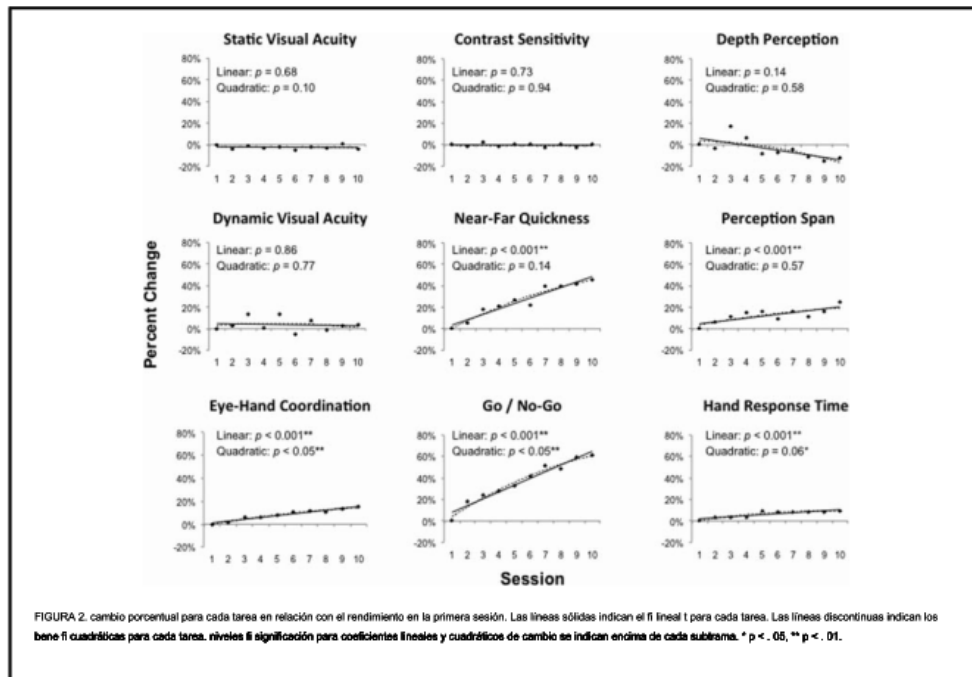 Static Visual Acuity
Linear: p = 0.68
Quadratic: p = 0.10
80%
60%
40%
20%
0%
-20%
1 2 3 4 5 6 7 8 9 10
Contrast Sensitivity
Linear: p = 0.73
Quadratic: p = 0.94
80%
60%
40%
20%
0%
-20%
1 2 3 4 5 6 7 8 9 10
Depth Perception
Linear: p = 0.14
Quadratic: p = 0.58
80%
60%
40%
20%
0%
-20%
1 2 3 4 5 6 7 8 9 10
Percent Change
Dynamic Visual Acuity
Linear: p = 0.86
Quadratic: p = 0.77
80%
60%
40%
20%
0%
-20%
1 2 3 4 5 6 7 8 9 10
Near-Far Quickness
Linear: p < 0.001**
Quadratic: p = 0.14
80%
60%
40%
20%
0%
-20%
1 2 3 4 5 6 7 8 9 10
Perception Span
Linear: p < 0.001**
Quadratic: p = 0.57
80%
60%
40%
20%
0%
-20%
1 2 3 4 5 6 7 8 9 10
Eye-Hand Coordination
Linear: p < 0.001**
Quadratic: p < 0.05**
80%
60%
40%
20%
0%
-20%
1 2 3 4 5 6 7 8 9 10
Go / No-Go
Linear: p < 0.001**
Quadratic: p < 0.05**
80%
60%
40%
20%
0%
-20%
1 2 3 4 5 6 7 8 9 10
Hand Response Time
Linear: p < 0.001**
Quadratic: p = 0.06*
80%
60%
40%
20%
0%
-20%
1 2 3 4 5 6 7 8 9 10
Session
FIGURA 2. cambio porcentual para cada tarea en relación con el rendimiento en la primera sesión. Las líneas sólidas indican el fi lineal t para cada tarea. Las líneas discontinuas indican los
bene fi cuadráticas para cada tarea. niveles fi significación para coeficientes lineales y cuadráticos de cambio se indican encima de cada subtrama. * p < . 05, ** p < . 01.